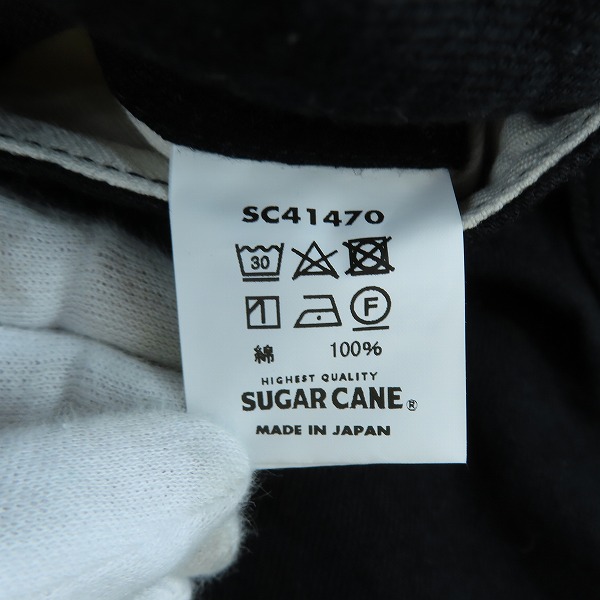 SC41470
30
F
綿 100%
HIGHEST QUALITY
SUGAR CANE ®
MADE IN JAPAN